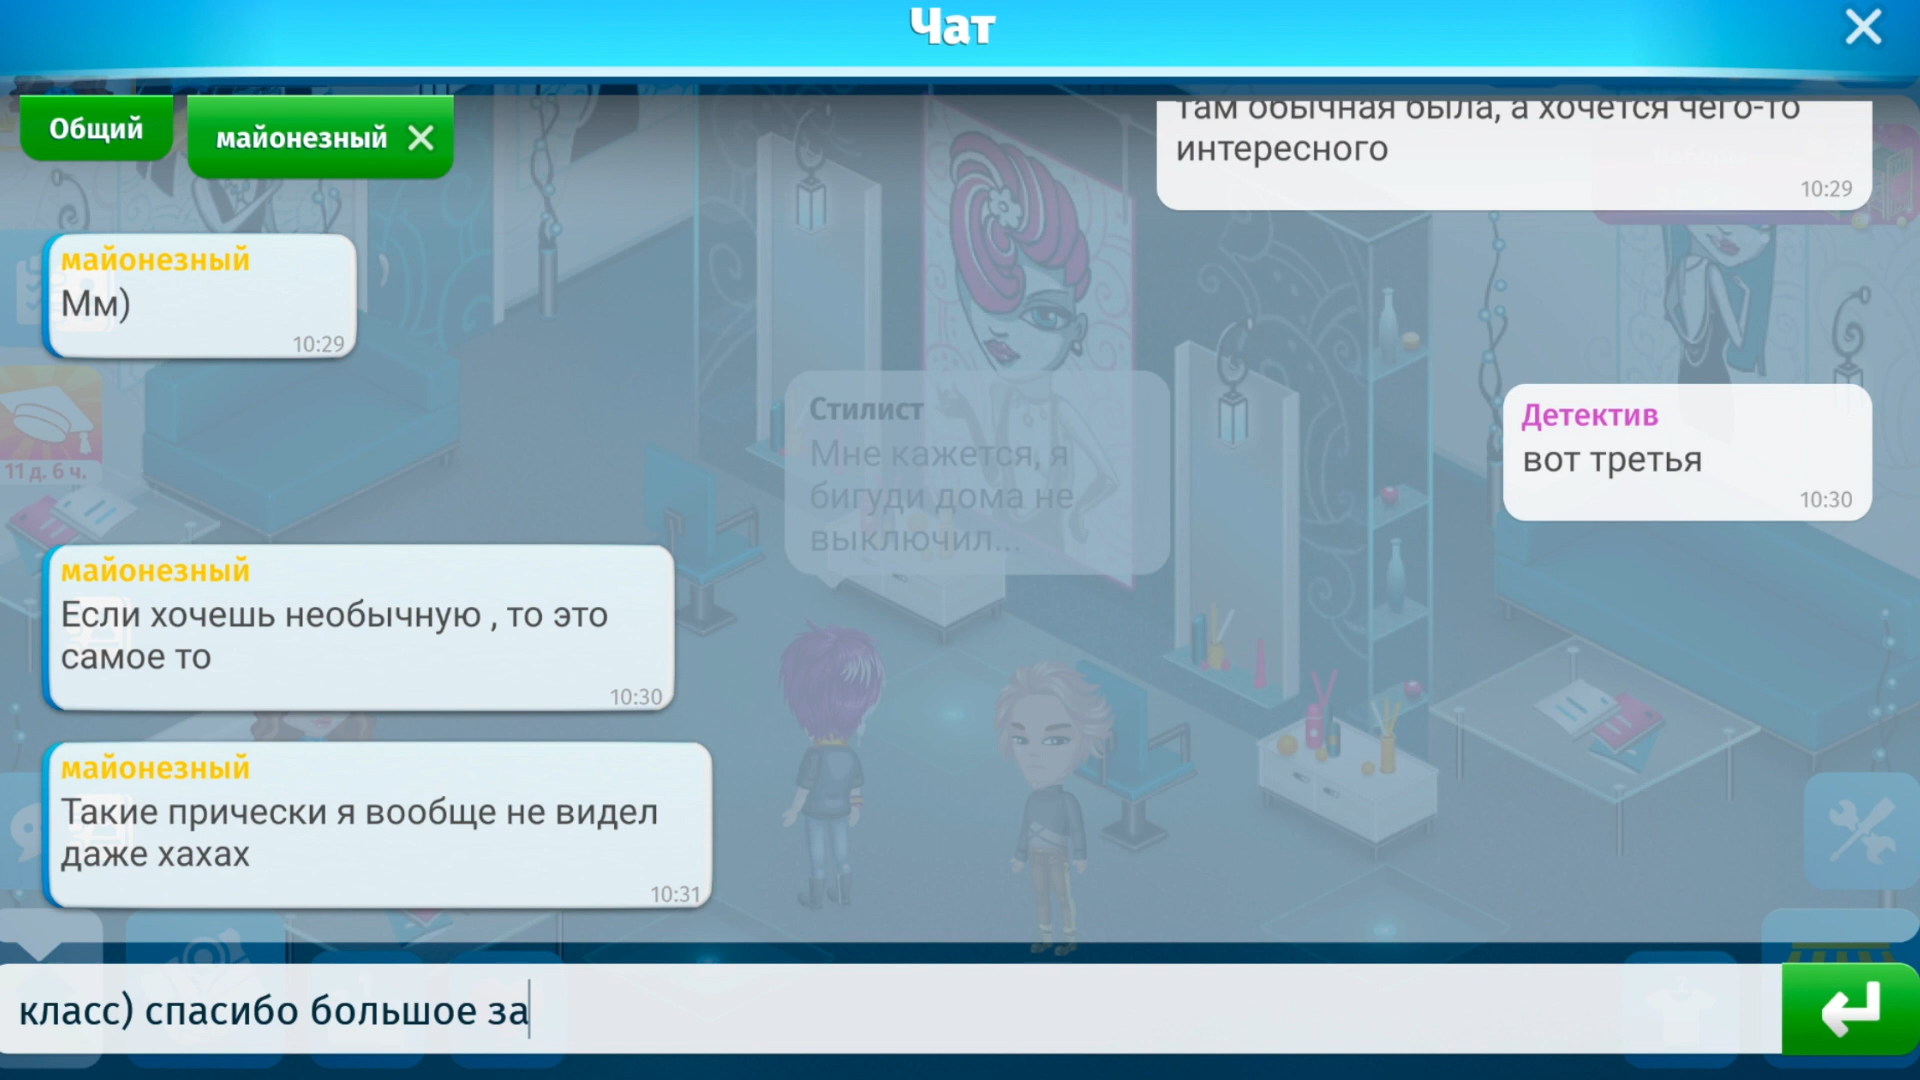 Чат
Общий
майонезный
там обычная была, а хочется чего-то
интересного
10:29
майонезный
Мм)
10:29
Стилист
Мне кажется, я
бигуди дома не
выключил...
Детектив
вот третья
10:30
11 д. 6 ч.
майонезный
Если хочешь необычную , то это
самое то
10:30
майонезный
Такие прически я вообще не видел
даже хахах
10:31
класс) спасибо большое за